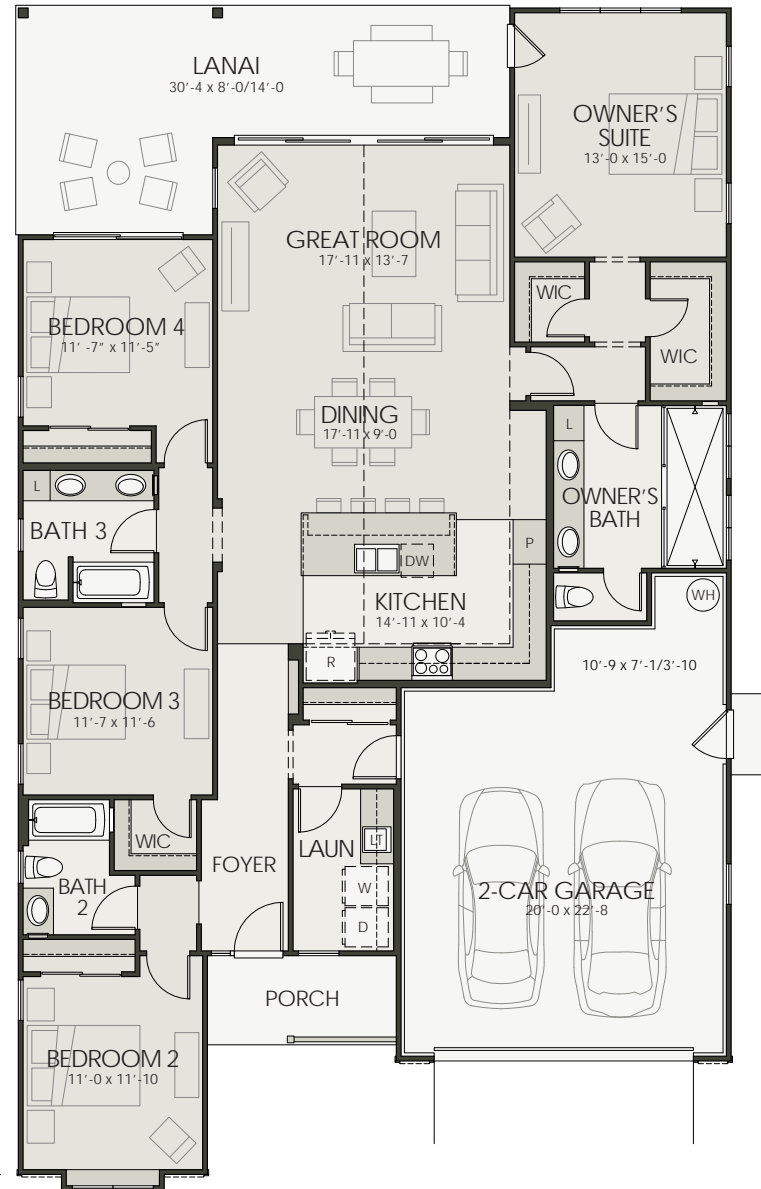 LANAI
30'-4 x 8'-0/14'-0
OWNER'S
SUITE
13'-0 x 15'-0
GREAT ROOM
17'-11 x 13'-7
WIC
WIC
BEDROOM 4
11' -7" x 11'-5"
DINING
17'-11 x 9'-0
L
OWNER'S
BATH
L
BATH 3
P
DW
KITCHEN
14'-11 x 10'-4
WH
R
10'-9 x 7'-1/3'-10
BEDROOM 3
11'-7 x 11'-6
WIC
LAUN
LT
FOYER
BATH
2
W
D
2-CAR GARAGE
20'-0 x 22'-8
PORCH
BEDROOM 2
11'-0 x 11'-10